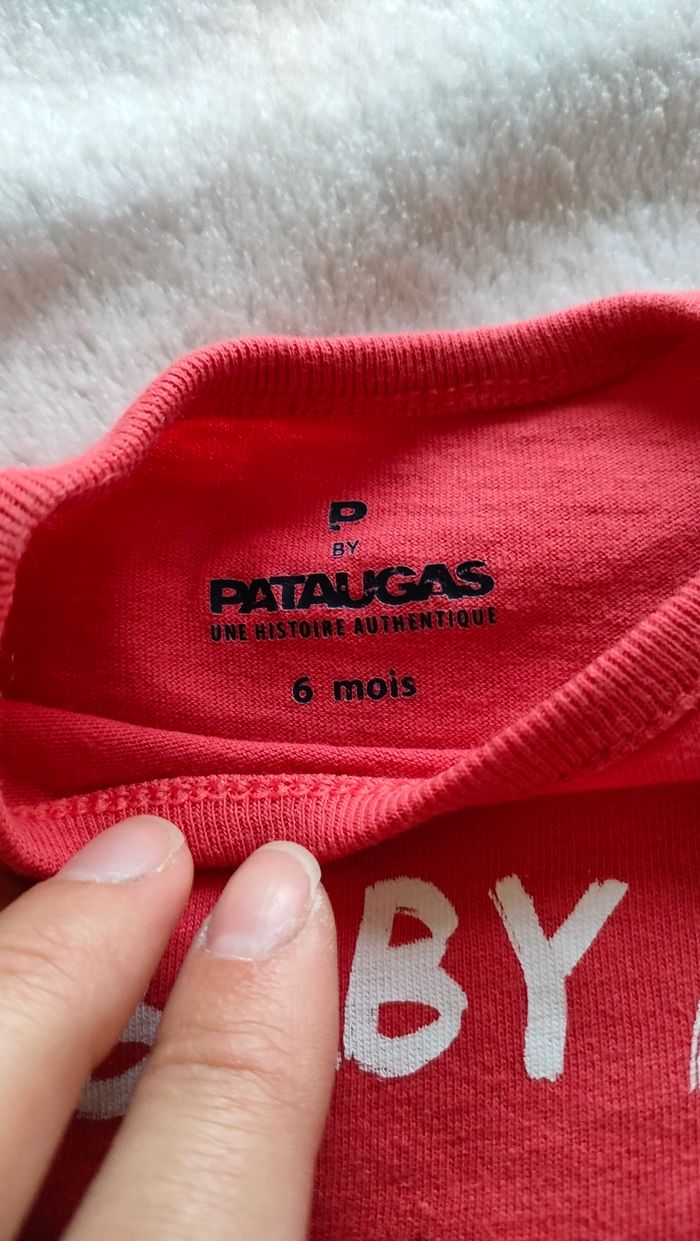 P
BY
PATAUGAS
UNE HISTOIRE AUTHENTIQUE
6 mois
BY